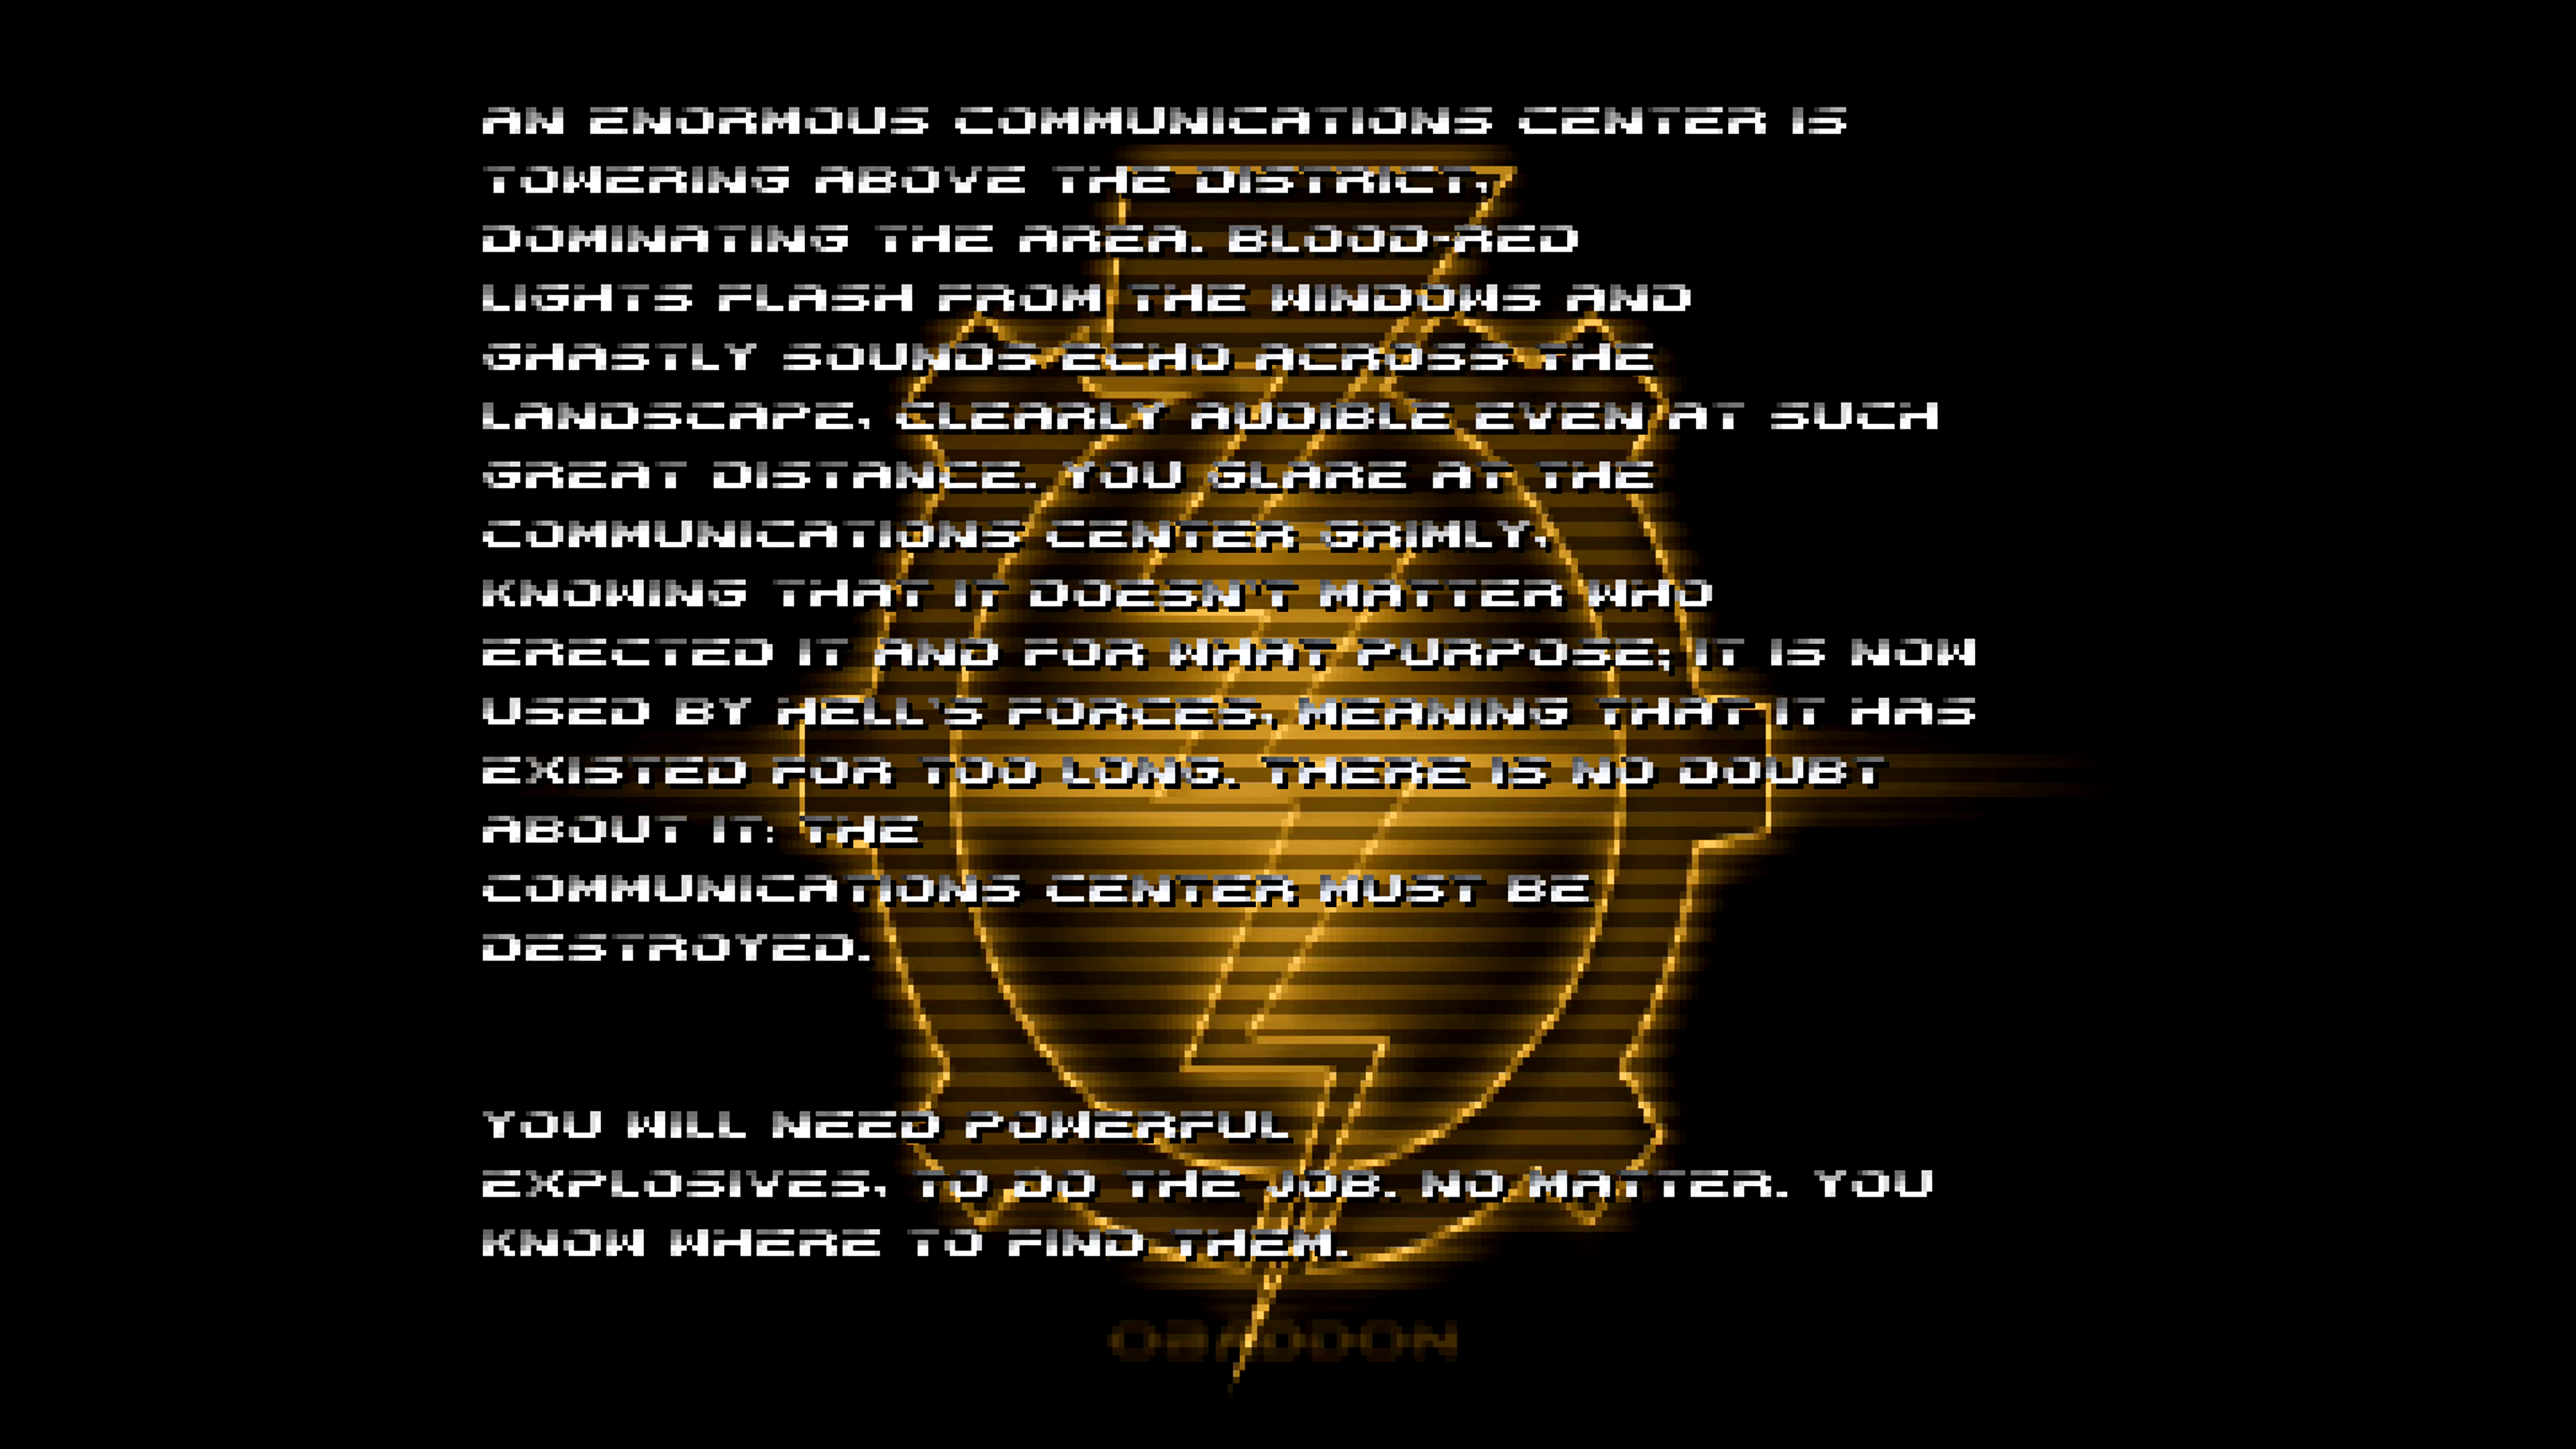 AN ENORMOUS COMMUNICATIONS CENTER IS
TOWERING ABOVE THE DISTRICT,
DOMINATING THE AREA. BLOOD-RED
LIGHTS FLASH FROM THE WINDOWS AND
GHASTLY SOUNDS ECHO ACROSS THE
LANDSCAPE, CLEARLY AUDIBLE EVEN AT SUCH
GREAT DISTANCE. YOU GLARE AT THE
COMMUNICATIONS CENTER GRIMLY,
KNOWING THAT IT DOESN'T MATTER WHO
ERECTED IT AND FOR WHAT PURPOSE; IT IS NOW
USED BY HELL'S FORCES, MEANING THAT IT HAS
EXISTED FOR TOO LONG. THERE IS NO DOUBT
ABOUT IT: THE
COMMUNICATIONS CENTER MUST BE
DESTROYED.
YOU WILL NEED POWERFUL
EXPLOSIVES, TO DO THE JOB. NO MATTER. YOU
KNOW WHERE TO FIND THEM.
OBADDON